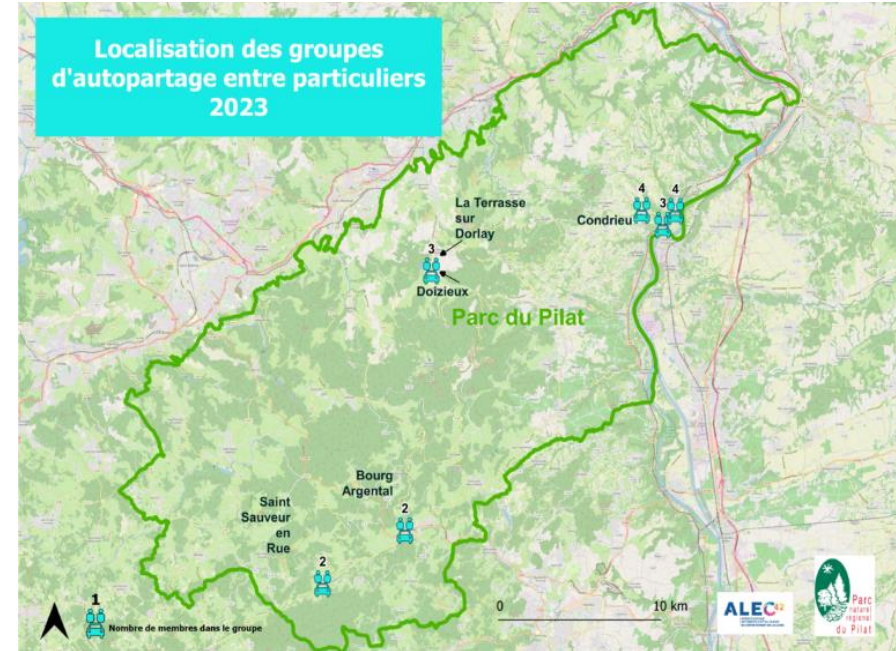 Localisation des groupes
d'autopartage entre particuliers
2023
4
4
3
Condrieu
La Terrasse
sur
Dorlay
3
Doizieux
Parc du Pilat
Bourg
Argental
2
Saint
Sauveur
en
Rue
2
1
Nombre de membres dans le groupe
0
10 km
ALEC42
Parc
naturel
régional
du Pilat